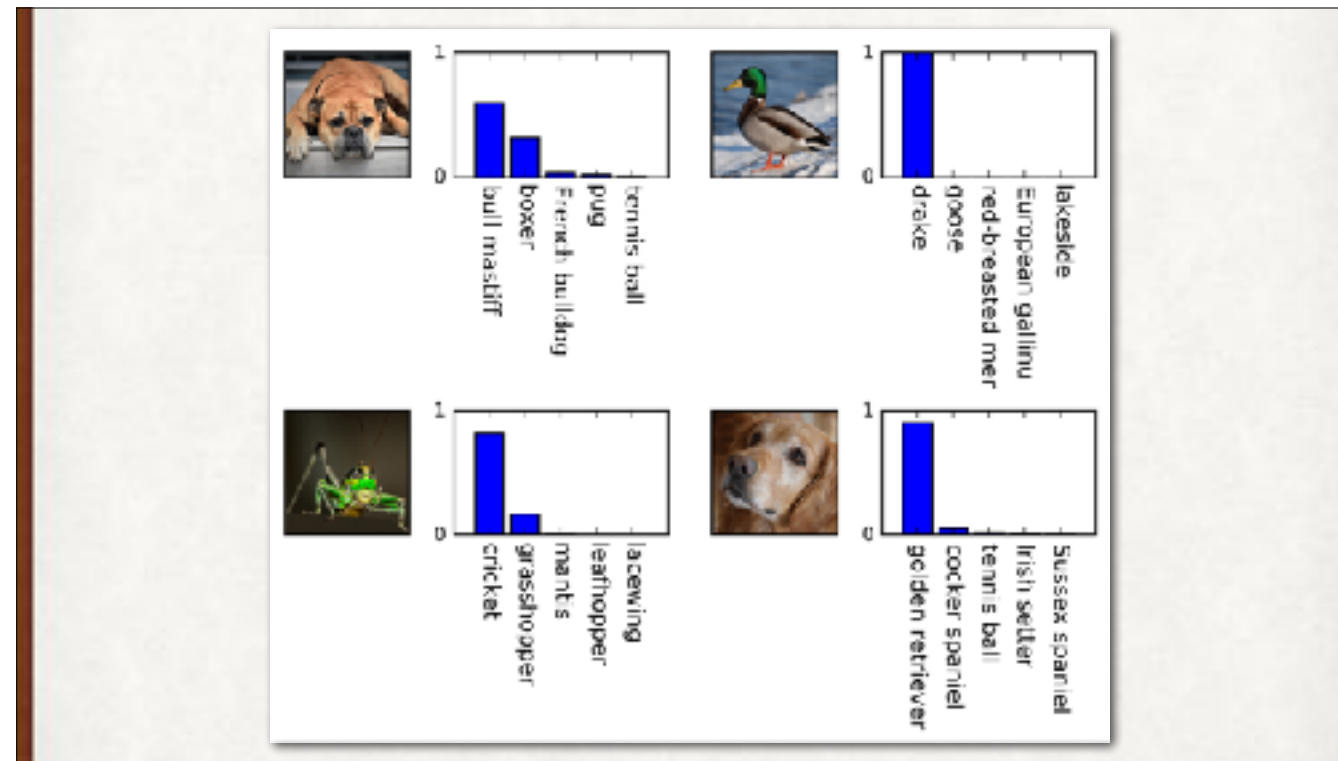 1
0
bull mastiff
boxer
French bulldog
pug
tennis ball
1
0
drake
goose
red-breasted mer
European gallinu
lakeside
1
0
cricket
grasshopper
mantis
leafhopper
lacewing
1
0
golden retriever
cocker spaniel
tennis ball
Irish setter
Sussex spaniel